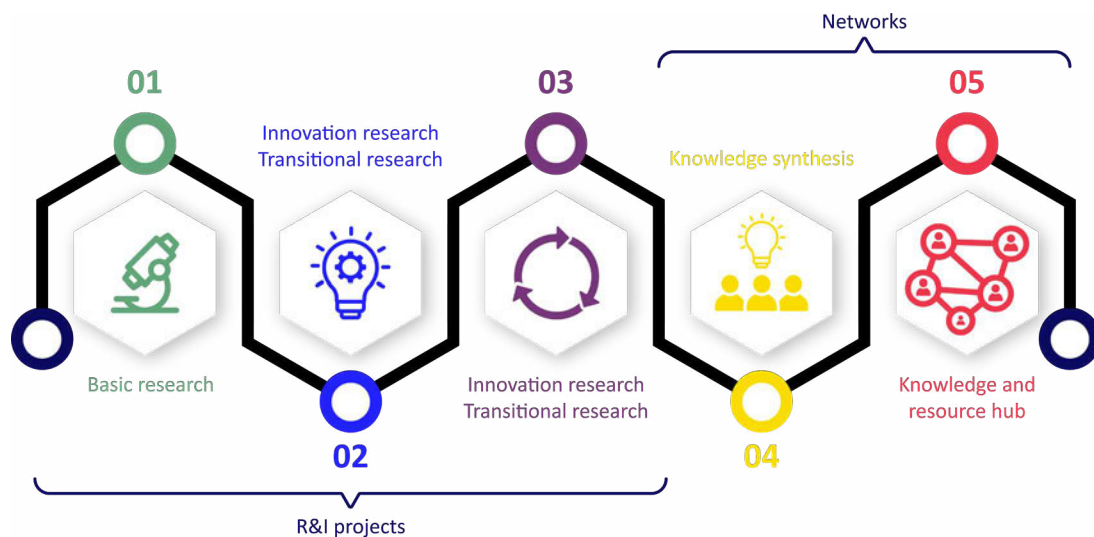 Networks
01
03
05
Innovation research
Transitional research
Knowledge synthesis
Basic research
Innovation research
Transitional research
Knowledge and
resource hub
02
04
R&I projects